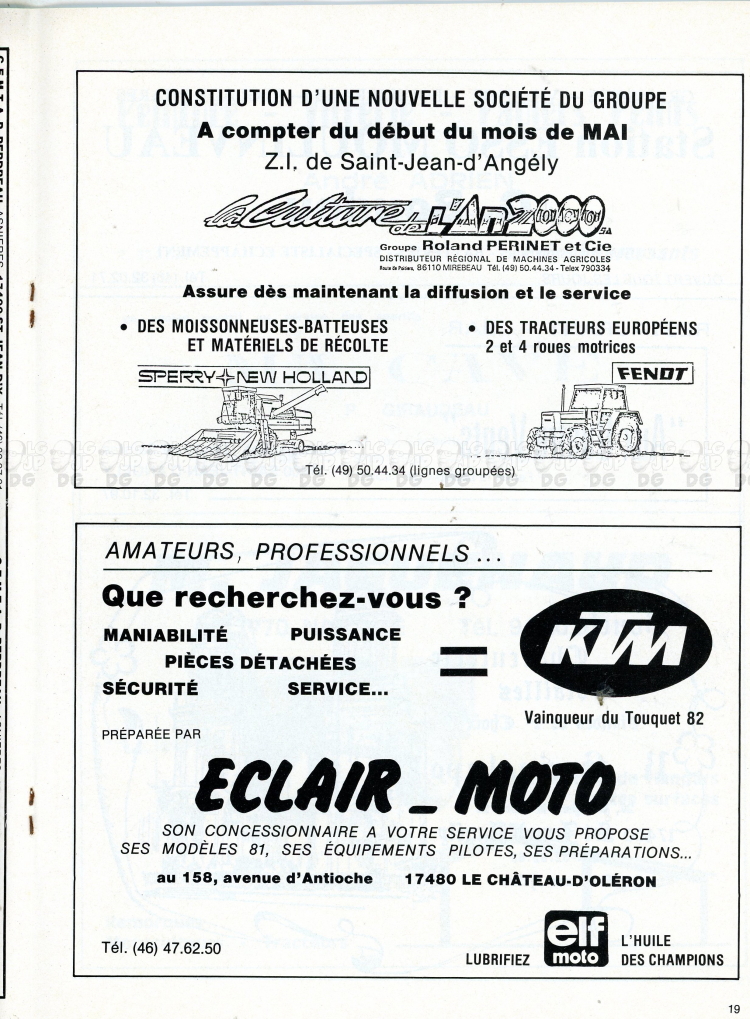 CONSTITUTION D'UNE NOUVELLE SOCIÉTÉ DU GROUPE
A compter du début du mois de MAI
Z.I. de Saint-Jean-d'Angély
la Culture de L'An 2000 SA
Groupe Roland PERINET et Cie
DISTRIBUTEUR RÉGIONAL DE MACHINES AGRICOLES
Route de Poitiers, 86110 MIREBEAU Tél. (49) 50.44.34 - Telex 790334
Assure dès maintenant la diffusion et le service
• DES MOISSONNEUSES-BATTEUSES
ET MATÉRIELS DE RÉCOLTE
SPERRY NEW HOLLAND
• DES TRACTEURS EUROPÉENS
2 et 4 roues motrices
FENDT
Tél. (49) 50.44.34 (lignes groupées)
AMATEURS, PROFESSIONNELS...
Que recherchez-vous ?
MANIABILITÉ PUISSANCE
PIÈCES DÉTACHÉES
SÉCURITÉ SERVICE...
= KTM
Vainqueur du Touquet 82
PRÉPARÉE PAR
ECLAIR _ MOTO
SON CONCESSIONNAIRE A VOTRE SERVICE VOUS PROPOSE
SES MODÈLES 81, SES ÉQUIPEMENTS PILOTES, SES PRÉPARATIONS...
au 158, avenue d'Antioche 17480 LE CHÂTEAU-D'OLÉRON
Tél. (46) 47.62.50
LUBRIFIEZ
elf
moto
L'HUILE
DES CHAMPIONS
19